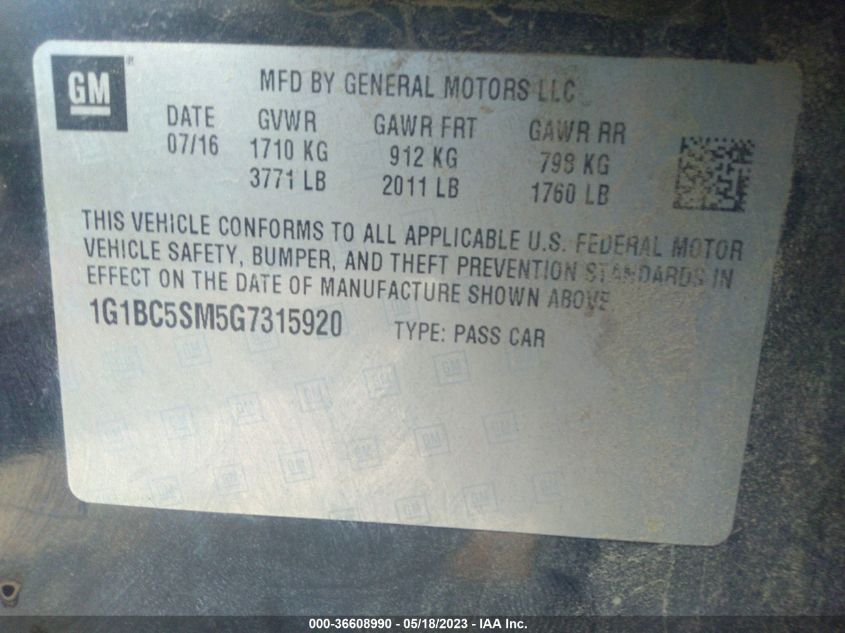 GM
MFD BY GENERAL MOTORS LLC
DATE GVWR GAWR FRT GAWR RR
07/16 1710 KG 912 KG 798 KG
3771 LB 2011 LB 1760 LB
THIS VEHICLE CONFORMS TO ALL APPLICABLE U.S. FEDERAL MOTOR
VEHICLE SAFETY, BUMPER, AND THEFT PREVENTION STANDARDS IN
EFFECT ON THE DATE OF MANUFACTURE SHOWN ABOVE
1G1BC5SM5G7315920 TYPE: PASS CAR
000-36608990 - 05/18/2023 - IAA Inc.